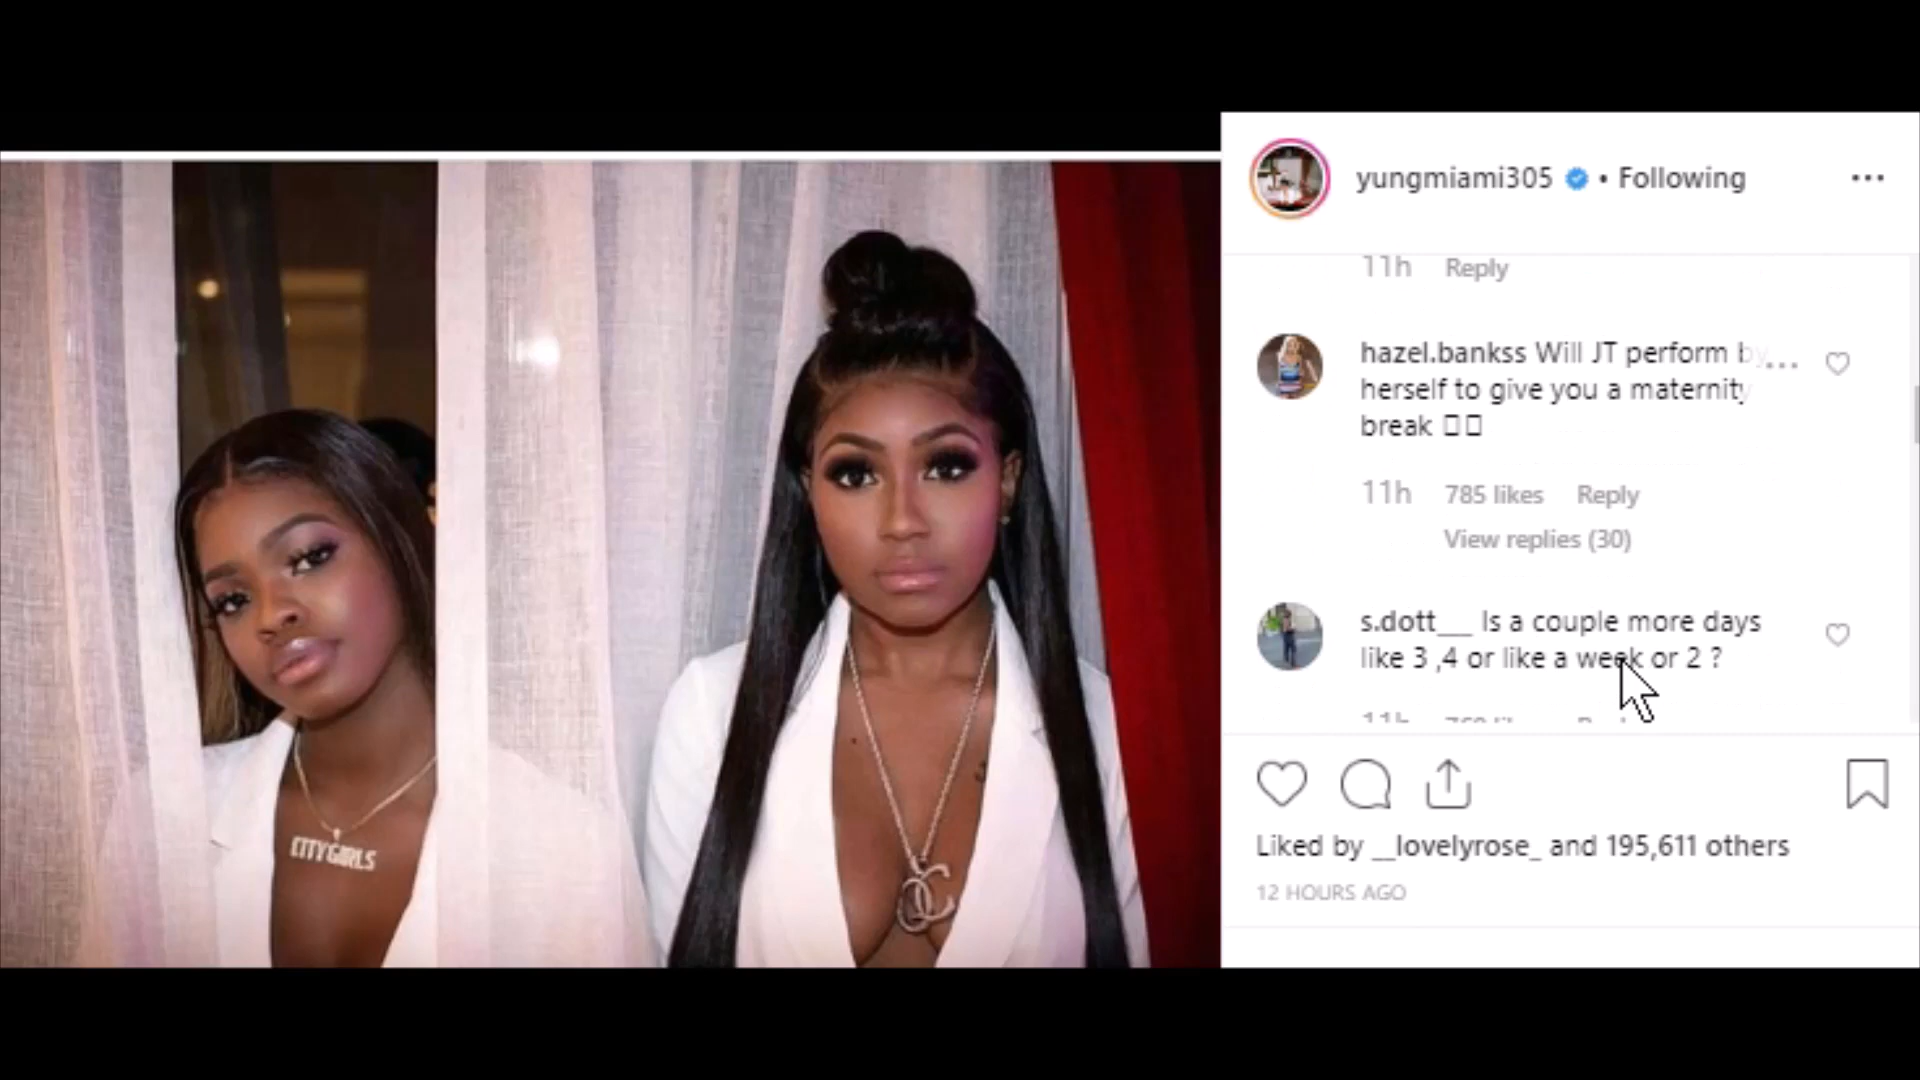 CITYGIRLS
yungmiami305 • Following
11h Reply
hazel.bankss Will JT perform by
herself to give you a maternity
break
11h 785 likes Reply
View replies (30)
s.dott___ Is a couple more days
like 3 ,4 or like a week or 2 ?
11h
Liked by __lovelyrose_ and 195,611 others
12 HOURS AGO